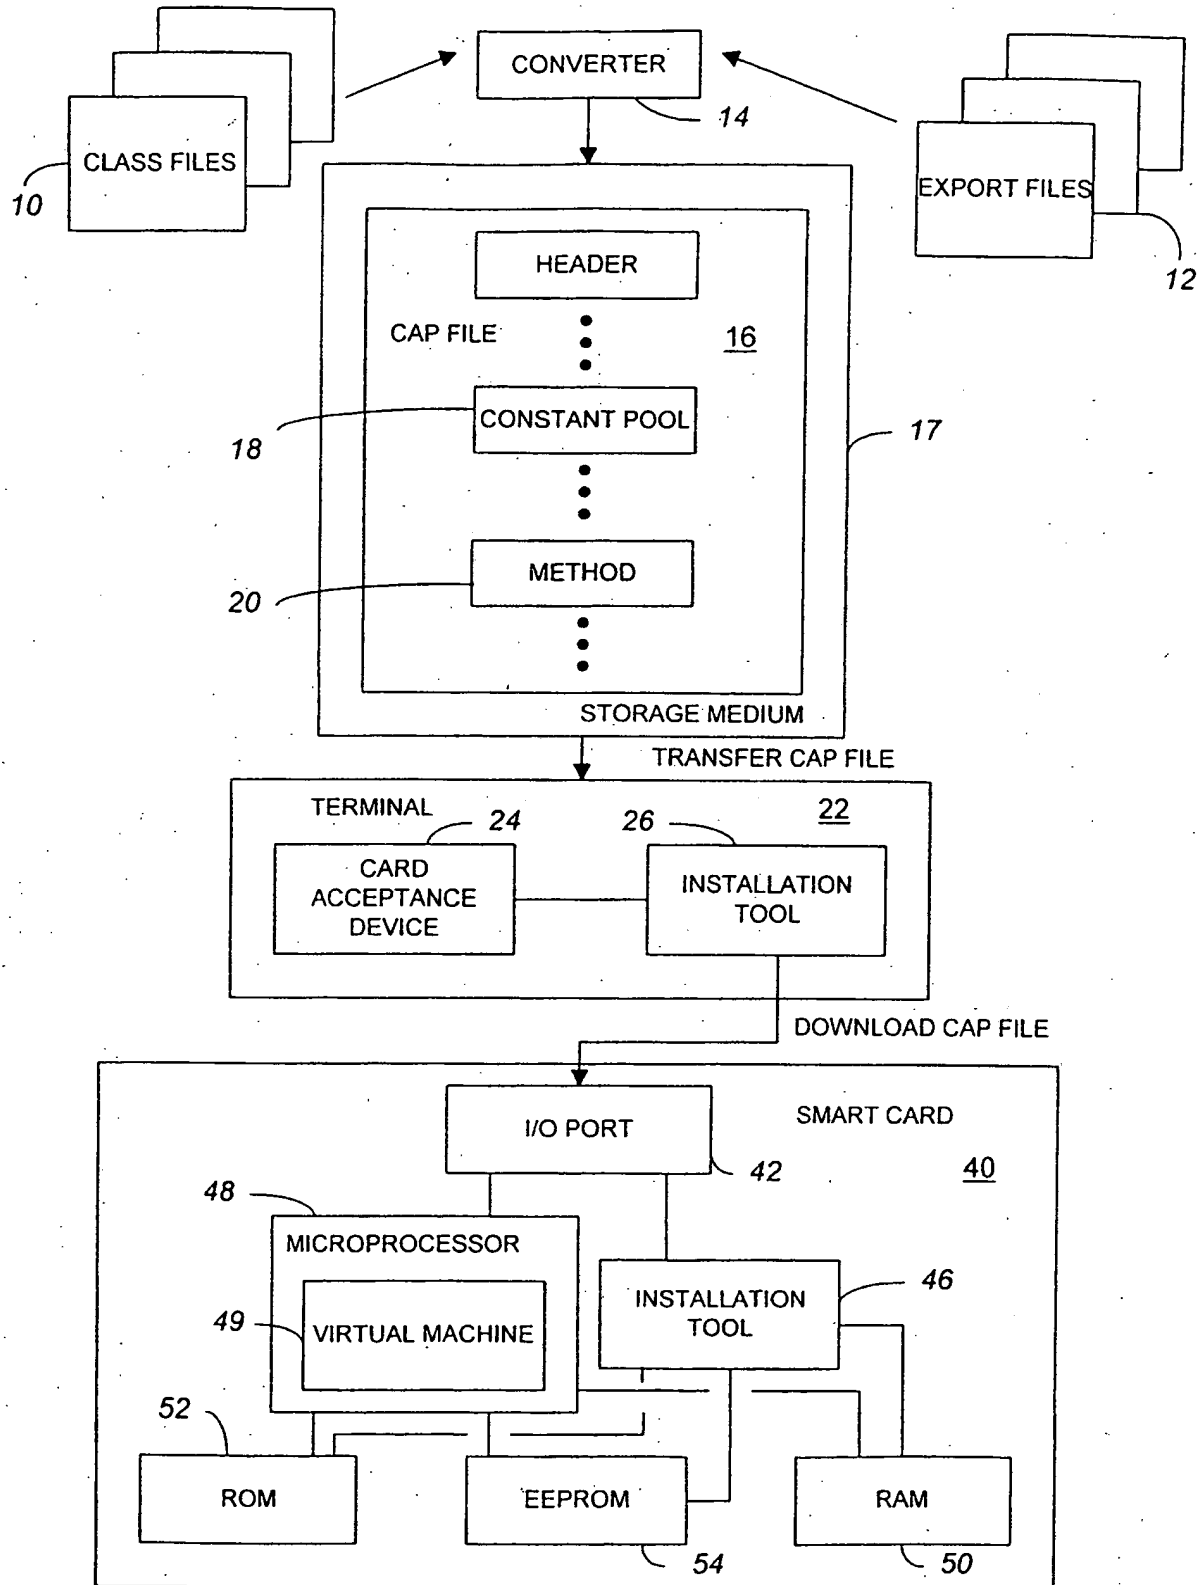 CONVERTER
14
CLASS FILES
10
EXPORT FILES
12
HEADER
CAP FILE
16
CONSTANT POOL
18
17
METHOD
20
STORAGE MEDIUM
TRANSFER CAP FILE
TERMINAL
24
26
22
CARD
ACCEPTANCE
DEVICE
INSTALLATION
TOOL
DOWNLOAD CAP FILE
I/O PORT
SMART CARD
42
40
48
MICROPROCESSOR
46
INSTALLATION
TOOL
49
VIRTUAL MACHINE
52
ROM
EEPROM
RAM
54
50